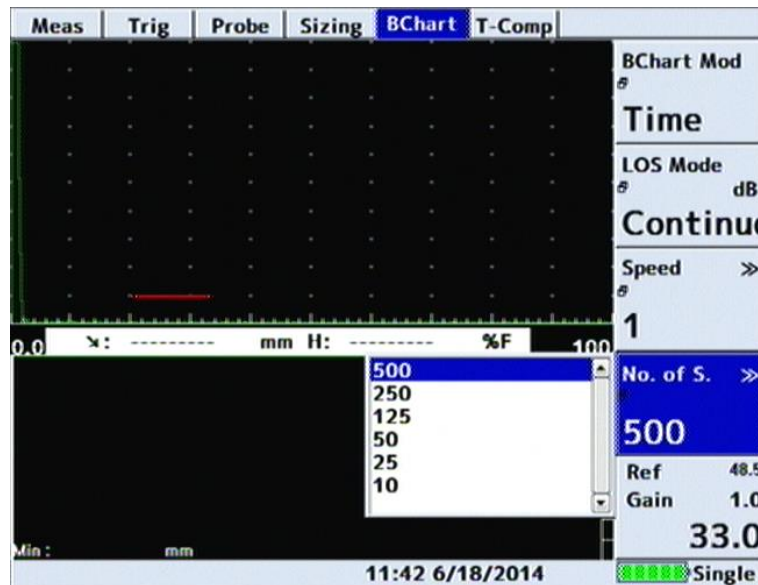 Meas Trig Probe Sizing BChart T-Comp
BChart Mod
Time
LOS Mode
dB
Continu
Speed »
1
0.0 ↘: --------- mm H: --------- %F 100
500
250
125
50
25
10
No. of S. »
500
Ref 48.5
Gain 1.0
33.0
Min : mm
11:42 6/18/2014 Single